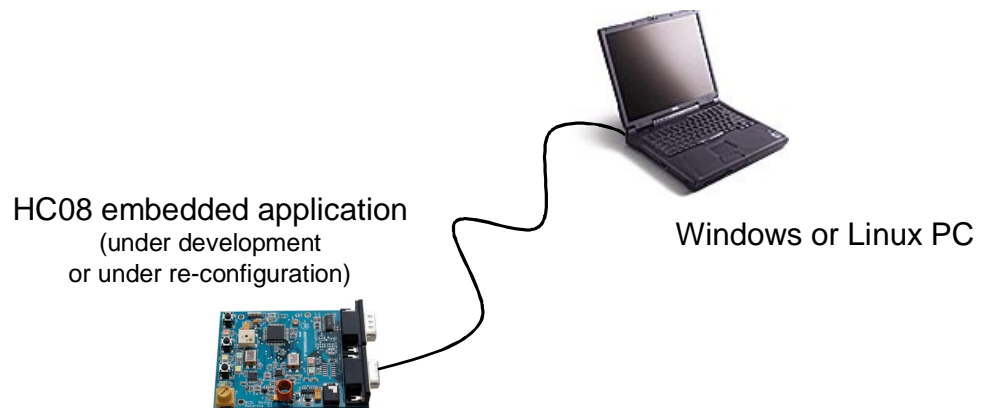 HC08 embedded application
(under development
or under re-configuration)
Windows or Linux PC